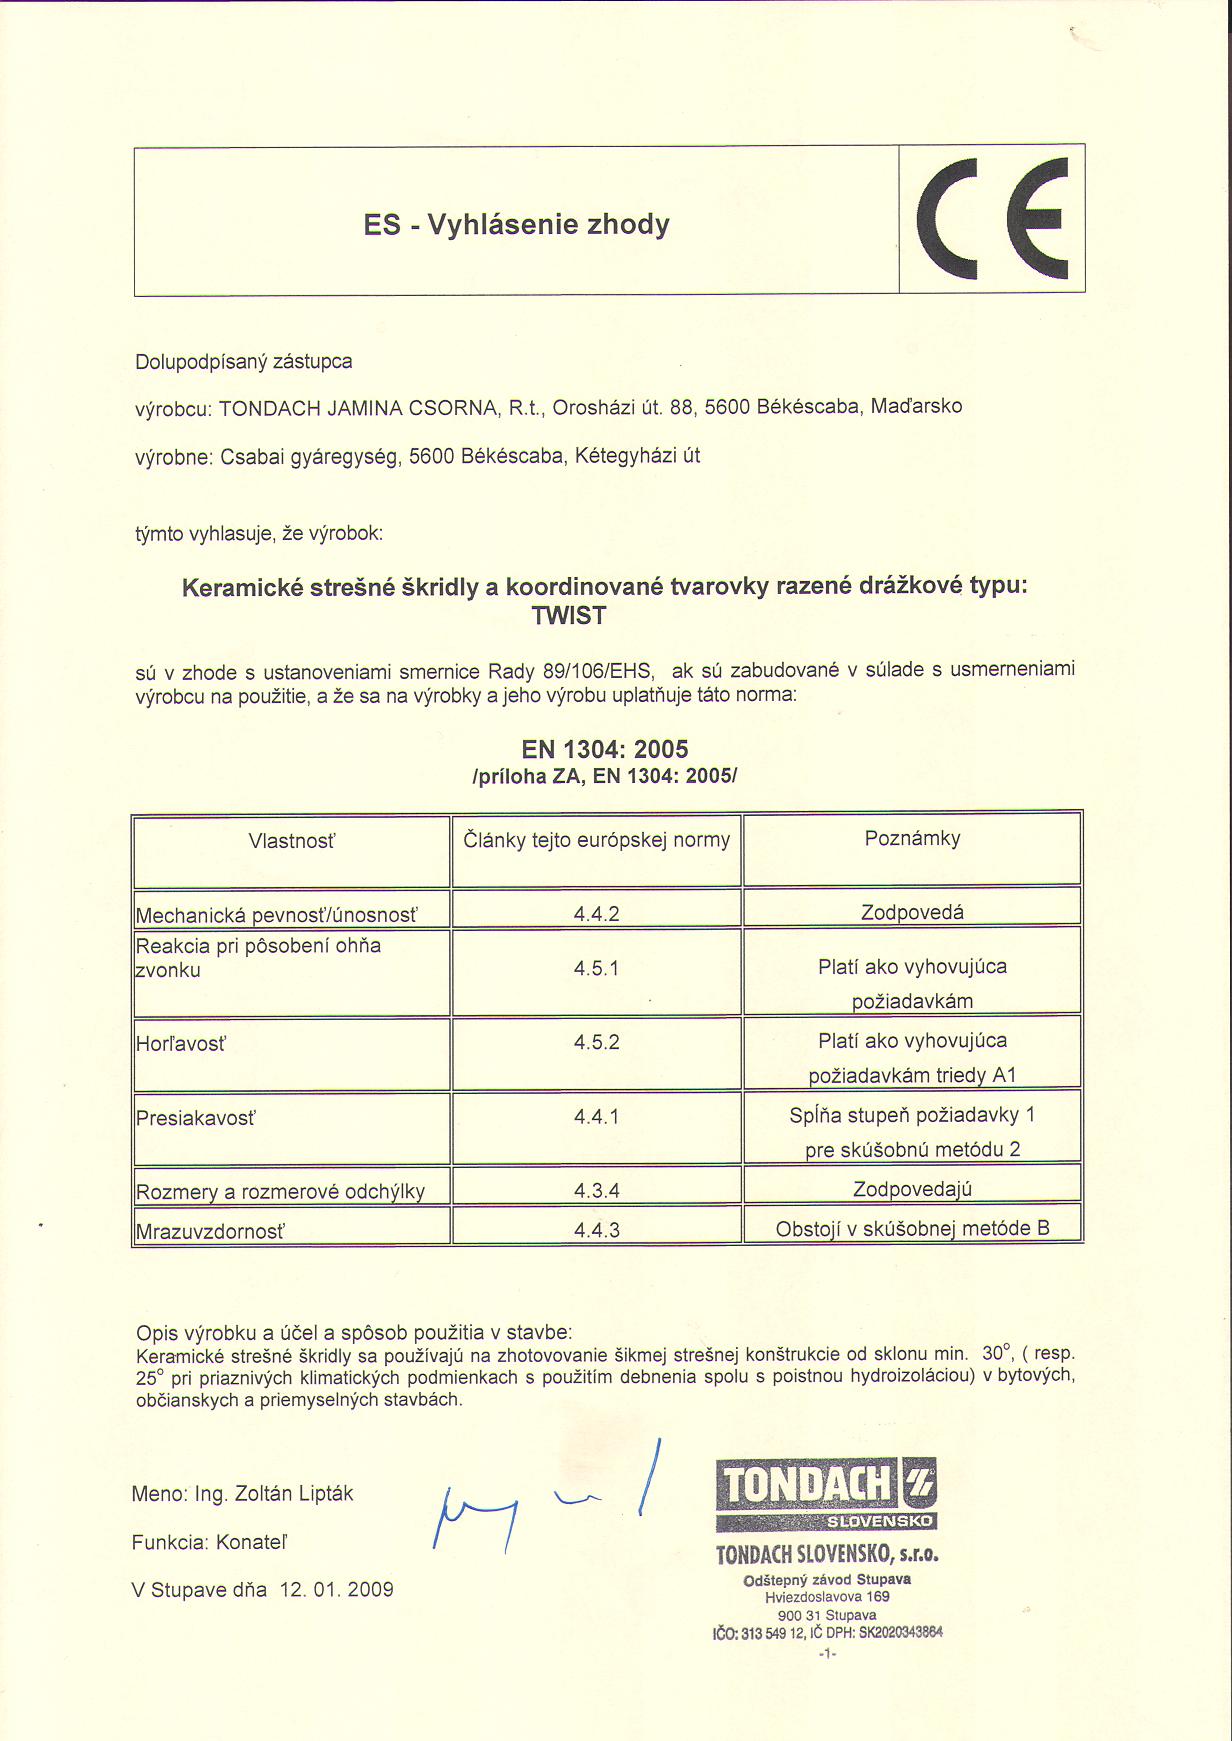 ES - Vyhlásenie zhody
CE
Dolupodpísaný zástupca
výrobcu: TONDACH JAMINA CSORNA, R.t., Orosházi út. 88, 5600 Békéscaba, Maďarsko
výrobne: Csabai gyáregység, 5600 Békéscaba, Kétegyházi út
týmto vyhlasuje, že výrobok:
Keramické strešné škridly a koordinované tvarovky razené drážkové typu:
TWIST
sú v zhode s ustanoveniami smernice Rady 89/106/EHS, ak sú zabudované v súlade s usmerneniami
výrobcu na použitie, a že sa na výrobky a jeho výrobu uplatňuje táto norma:
EN 1304: 2005
/príloha ZA, EN 1304: 2005/
Vlastnosť Články tejto európskej normy Poznámky
Mechanická pevnosť/únosnosť 4.4.2 Zodpovedá
Reakcia pri pôsobení ohňa
zvonku 4.5.1 Platí ako vyhovujúca
požiadavkám
Horľavosť 4.5.2 Platí ako vyhovujúca
požiadavkám triedy A1
Presiakavosť 4.4.1 Spĺňa stupeň požiadavky 1
pre skúšobnú metódu 2
Rozmery a rozmerové odchýlky 4.3.4 Zodpovedajú
Mrazuvzdornosť 4.4.3 Obstojí v skúšobnej metóde B
Opis výrobku a účel a spôsob použitia v stavbe:
Keramické strešné škridly sa používajú na zhotovovanie šikmej strešnej konštrukcie od sklonu min. 30°, ( resp.
25° pri priaznivých klimatických podmienkach s použitím debnenia spolu s poistnou hydroizoláciou) v bytových,
občianskych a priemyselných stavbách.
Meno: Ing. Zoltán Lipták
Funkcia: Konateľ
V Stupave dňa 12. 01. 2009
TONDACH
SLOVENSKO
TONDACH SLOVENSKO, s.r.o.
Odštepný závod Stupava
Hviezdoslavova 169
900 31 Stupava
IČO: 313 549 12, IČ DPH: SK2020343864
-1-